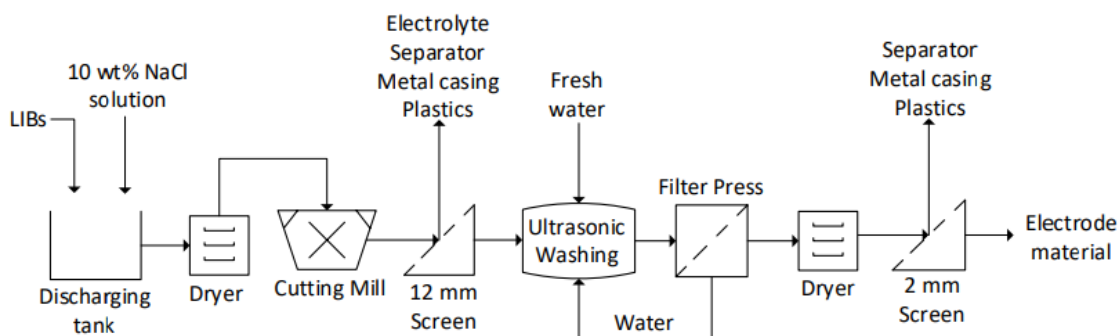 LIBs
10 wt% NaCl
solution
Discharging
tank
Dryer
Cutting Mill
Electrolyte
Separator
Metal casing
Plastics
12 mm
Screen
Fresh
water
Ultrasonic
Washing
Filter Press
Water
Dryer
Separator
Metal casing
Plastics
2 mm
Screen
Electrode
material